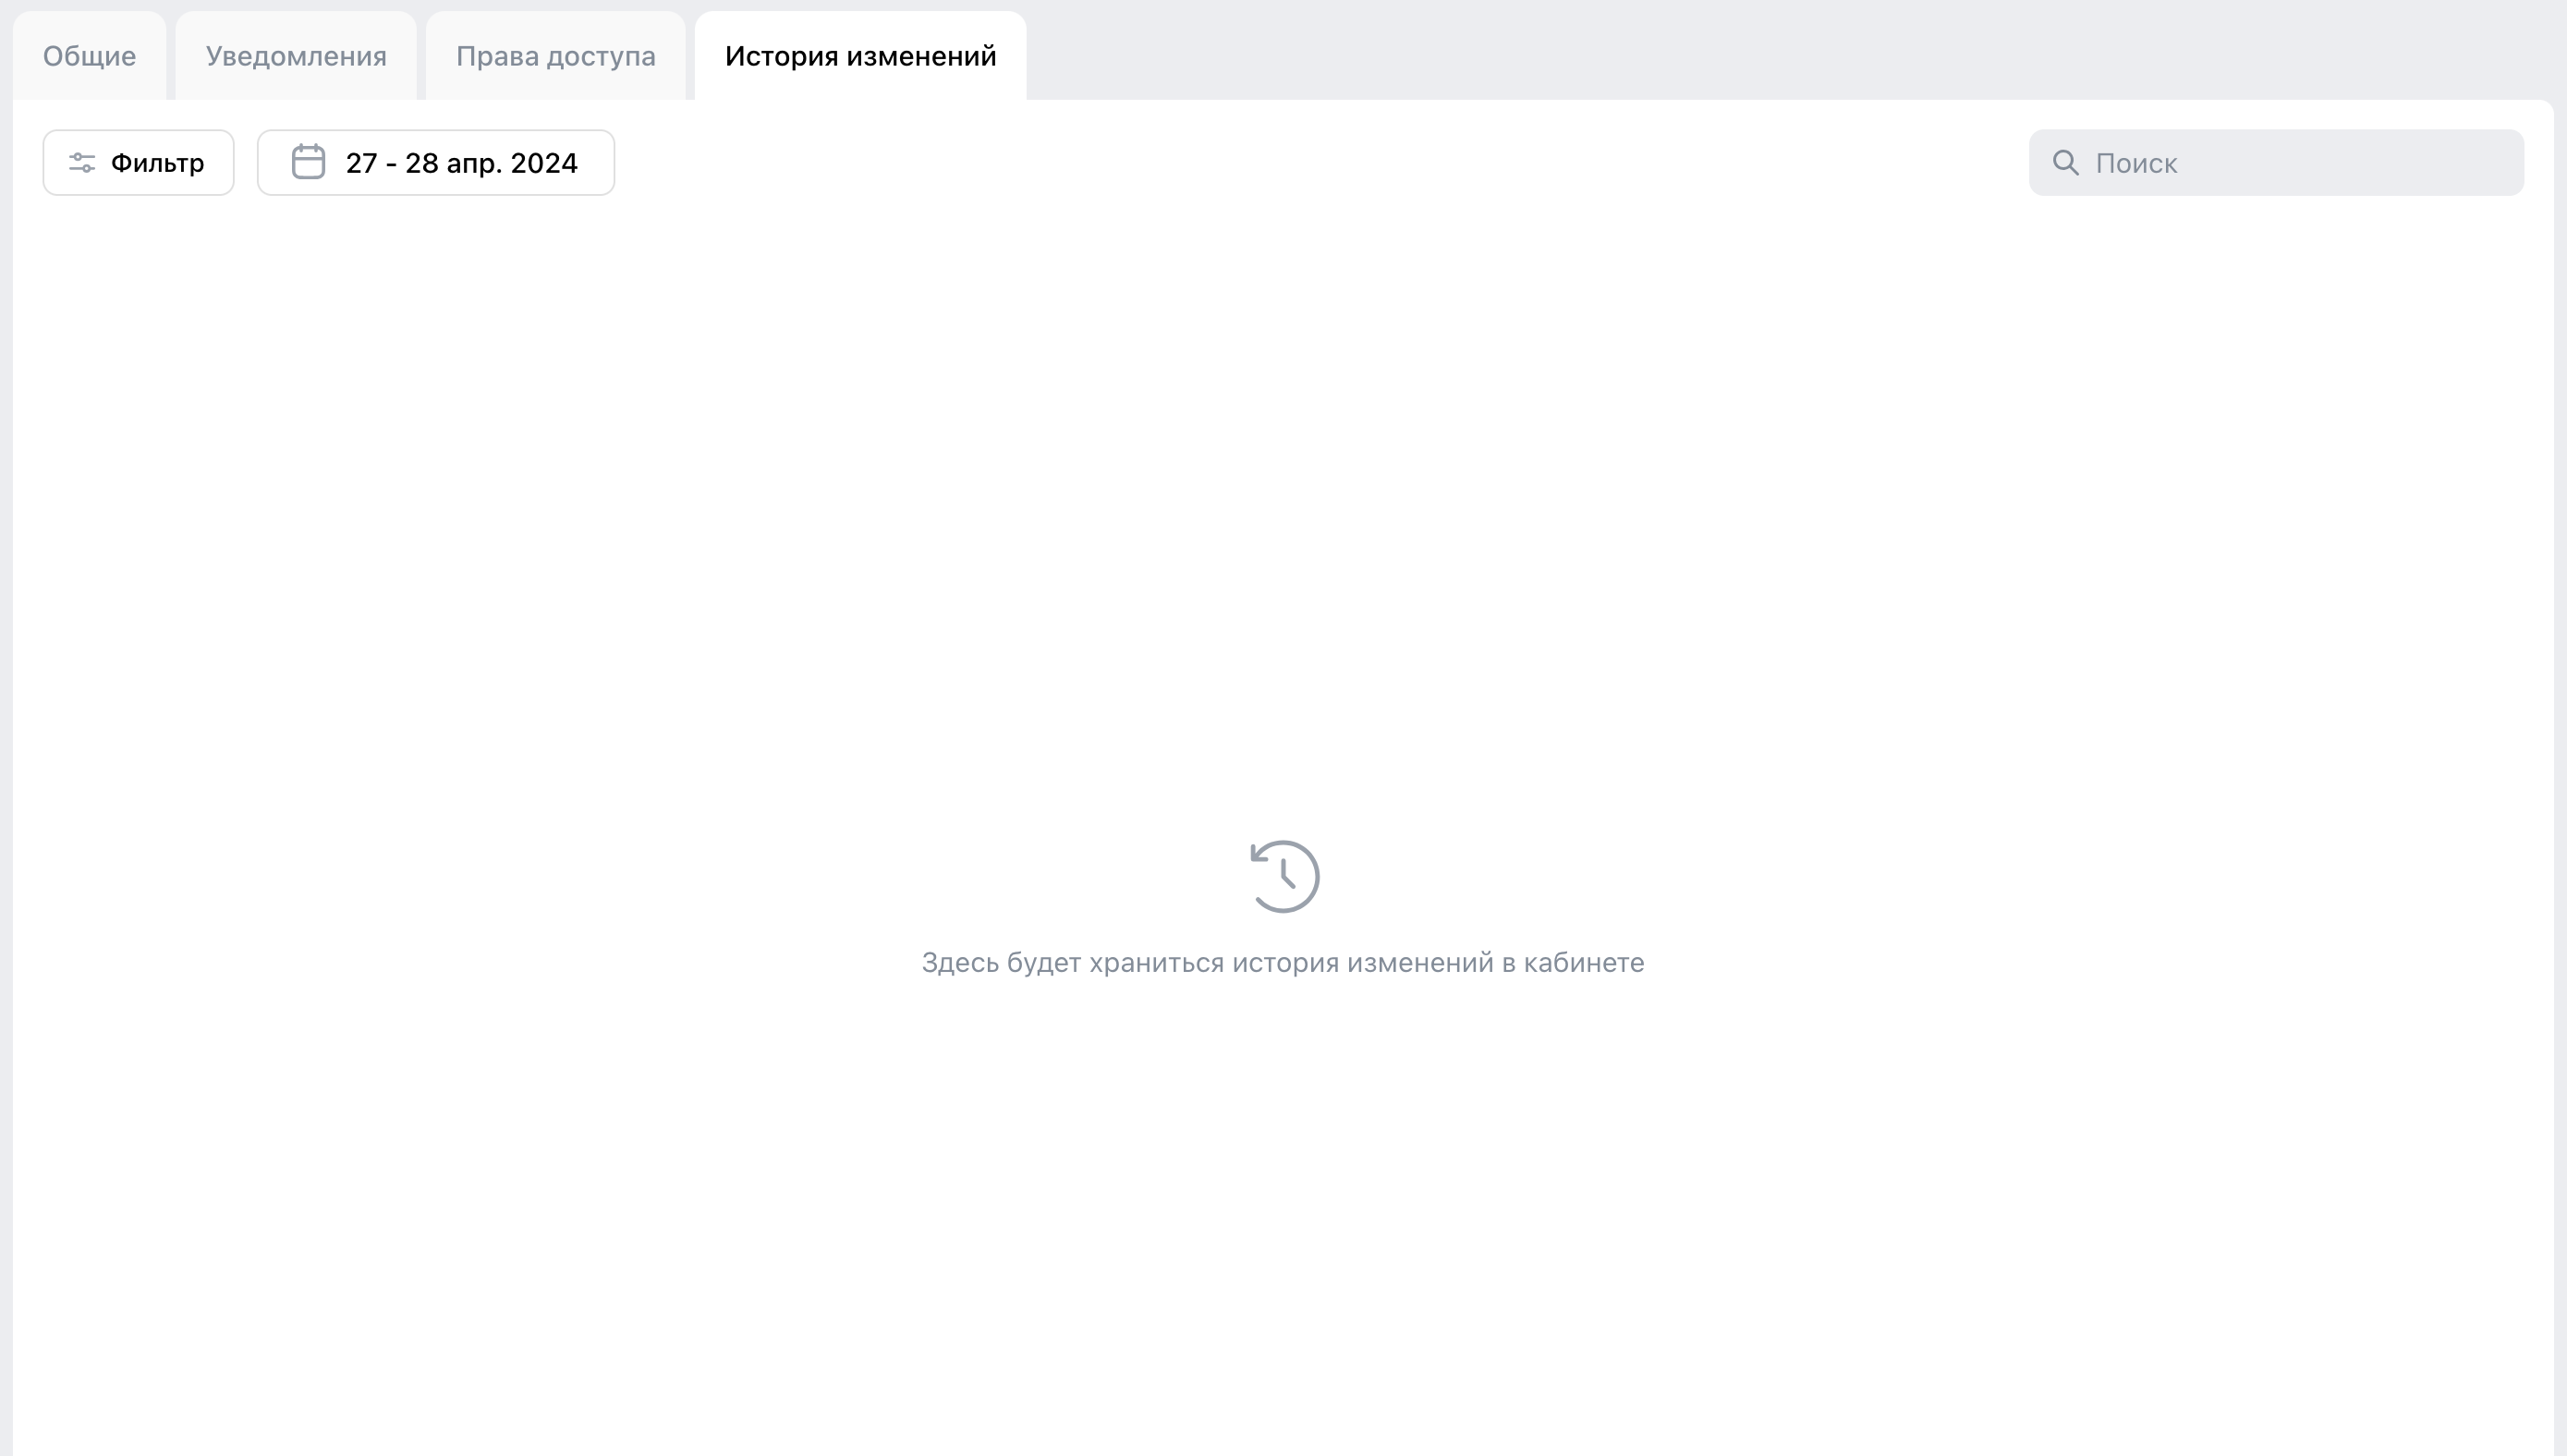 Общие
Уведомления
Права доступа
История изменений
Фильтр
27 - 28 апр. 2024
Поиск
Здесь будет храниться история изменений в кабинете